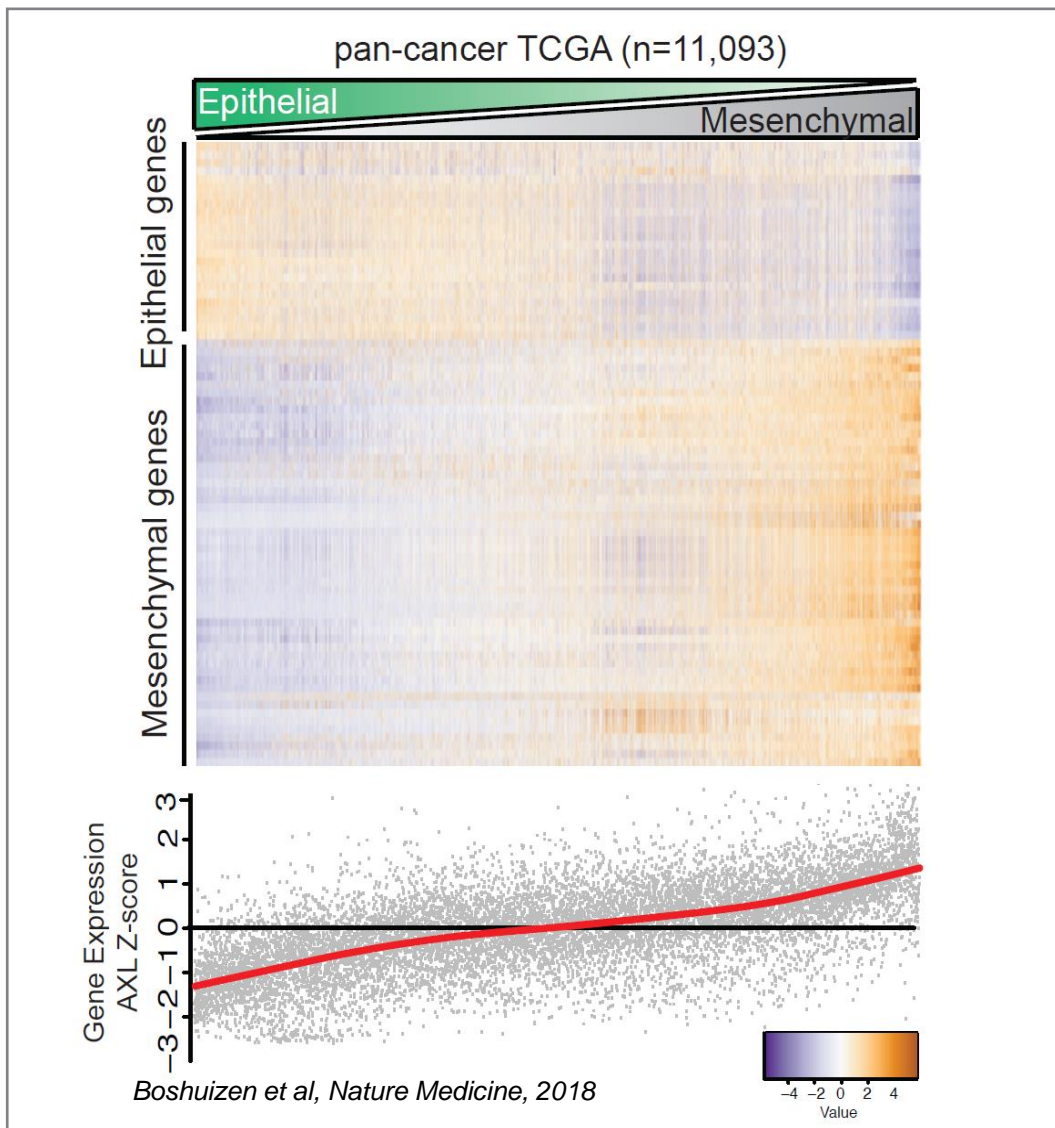 pan-cancer TCGA (n=11,093)
Epithelial
Mesenchymal
Epithelial genes
Mesenchymal genes
Gene Expression
AXL Z-score
3
2
1
0
−1
−2
−3
−4 −2 0 2 4
Value
Boshuizen et al, Nature Medicine, 2018